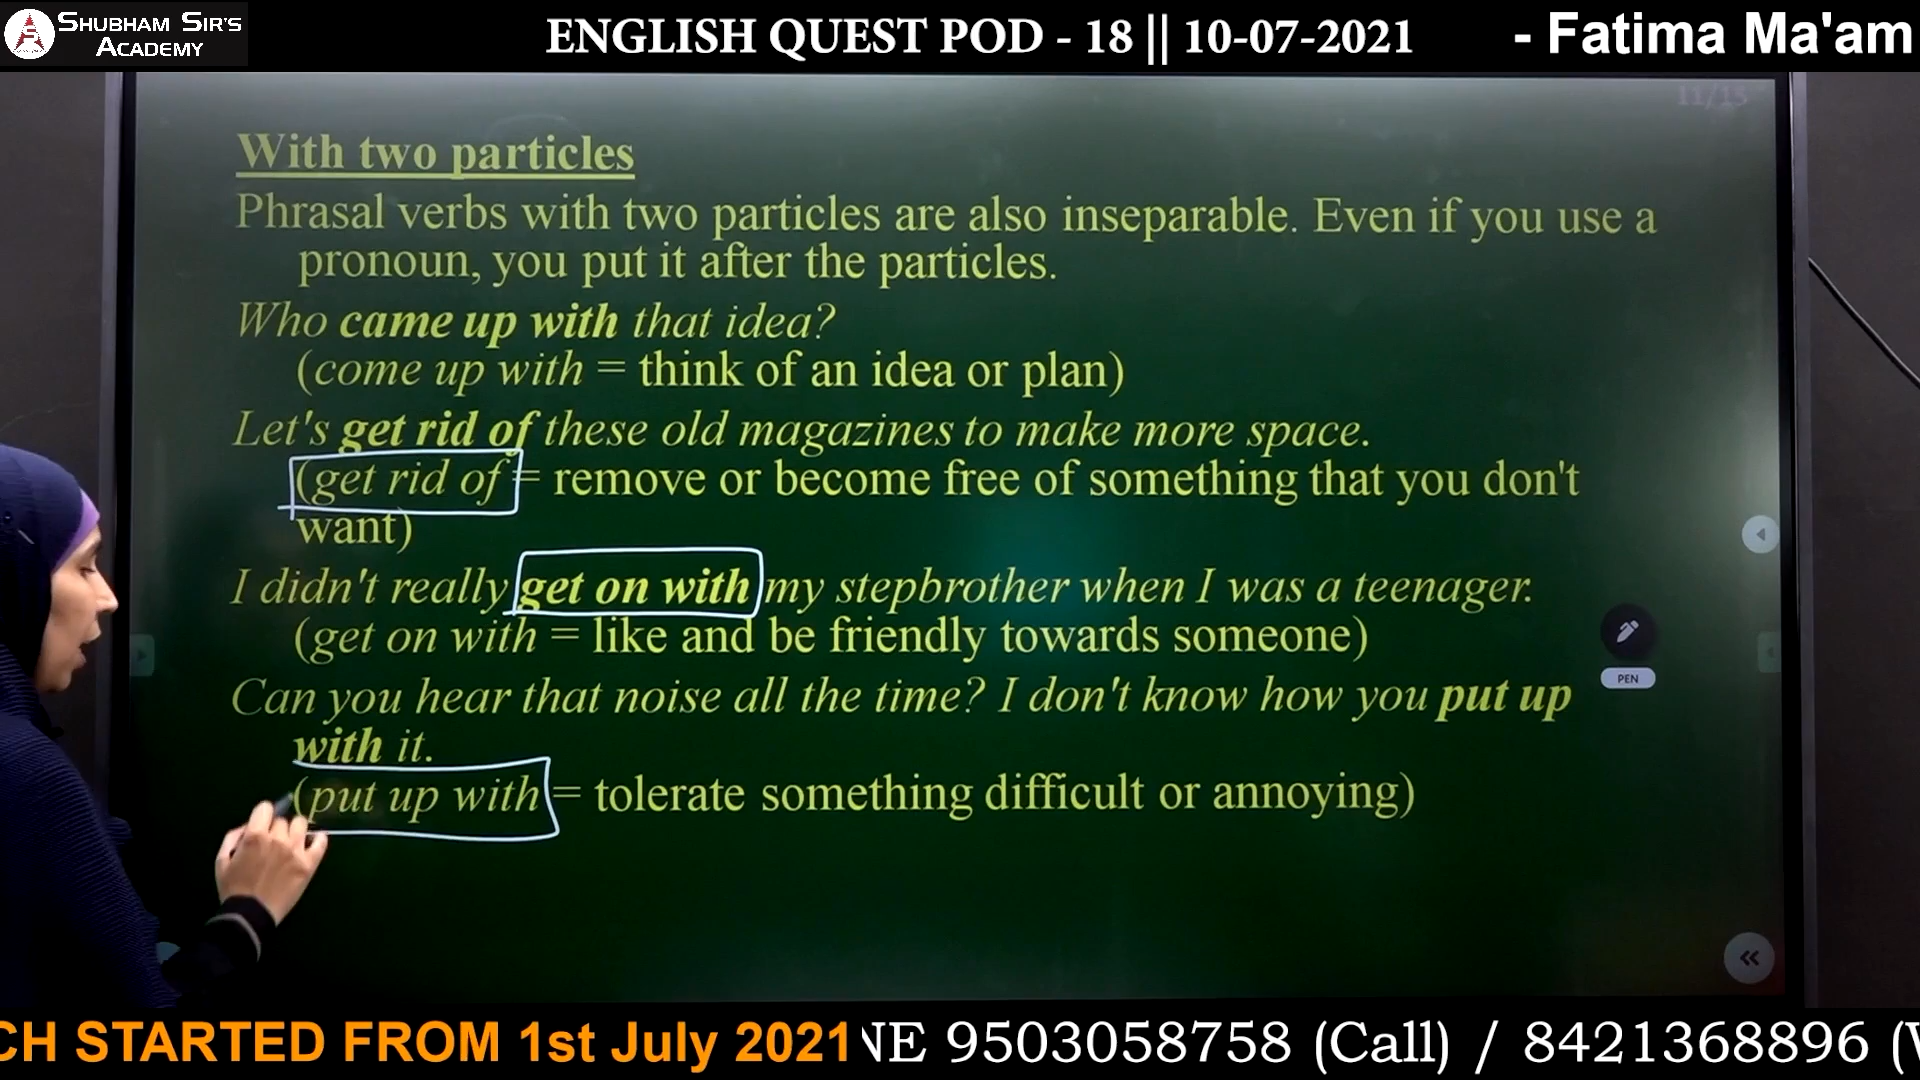 SHUBHAM SIR'S
ACADEMY
ENGLISH QUEST POD - 18 || 10-07-2021
- Fatima Ma'am
11/15
With two particles
Phrasal verbs with two particles are also inseparable. Even if you use a
pronoun, you put it after the particles.
Who came up with that idea?
(come up with = think of an idea or plan)
Let's get rid of these old magazines to make more space.
(get rid of = remove or become free of something that you don't
want)
I didn't really get on with my stepbrother when I was a teenager.
(get on with = like and be friendly towards someone)
Can you hear that noise all the time? I don't know how you put up
with it.
(put up with = tolerate something difficult or annoying)
PEN
CH STARTED FROM 1st July 2021 NE 9503058758 (Call) / 8421368896 (